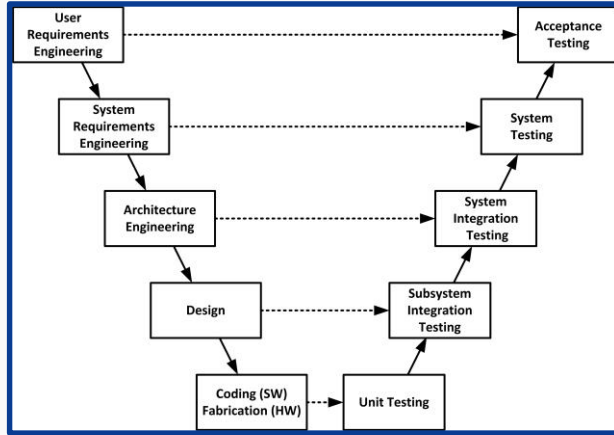 User
Requirements
Engineering
Acceptance
Testing
System
Requirements
Engineering
System
Testing
Architecture
Engineering
System
Integration
Testing
Design
Subsystem
Integration
Testing
Coding (SW)
Fabrication (HW)
Unit Testing